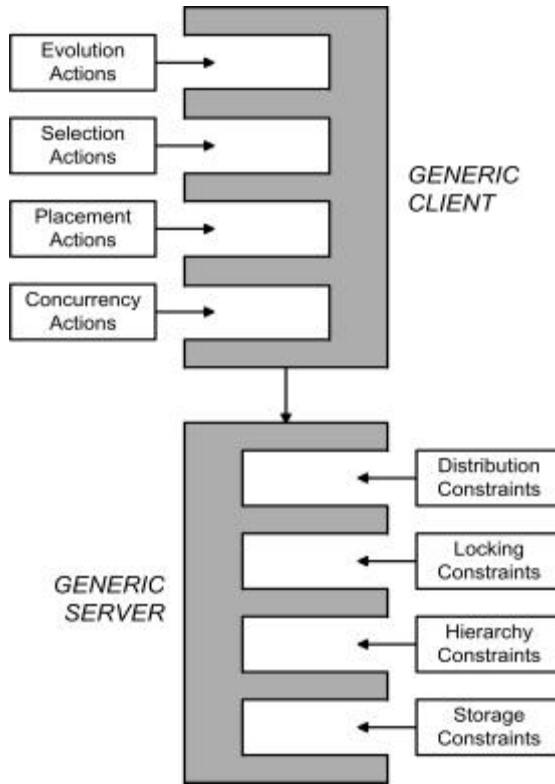 Evolution
Actions
Selection
Actions
Placement
Actions
Concurrency
Actions
GENERIC
CLIENT
Distribution
Constraints
Locking
Constraints
Hierarchy
Constraints
Storage
Constraints
GENERIC
SERVER